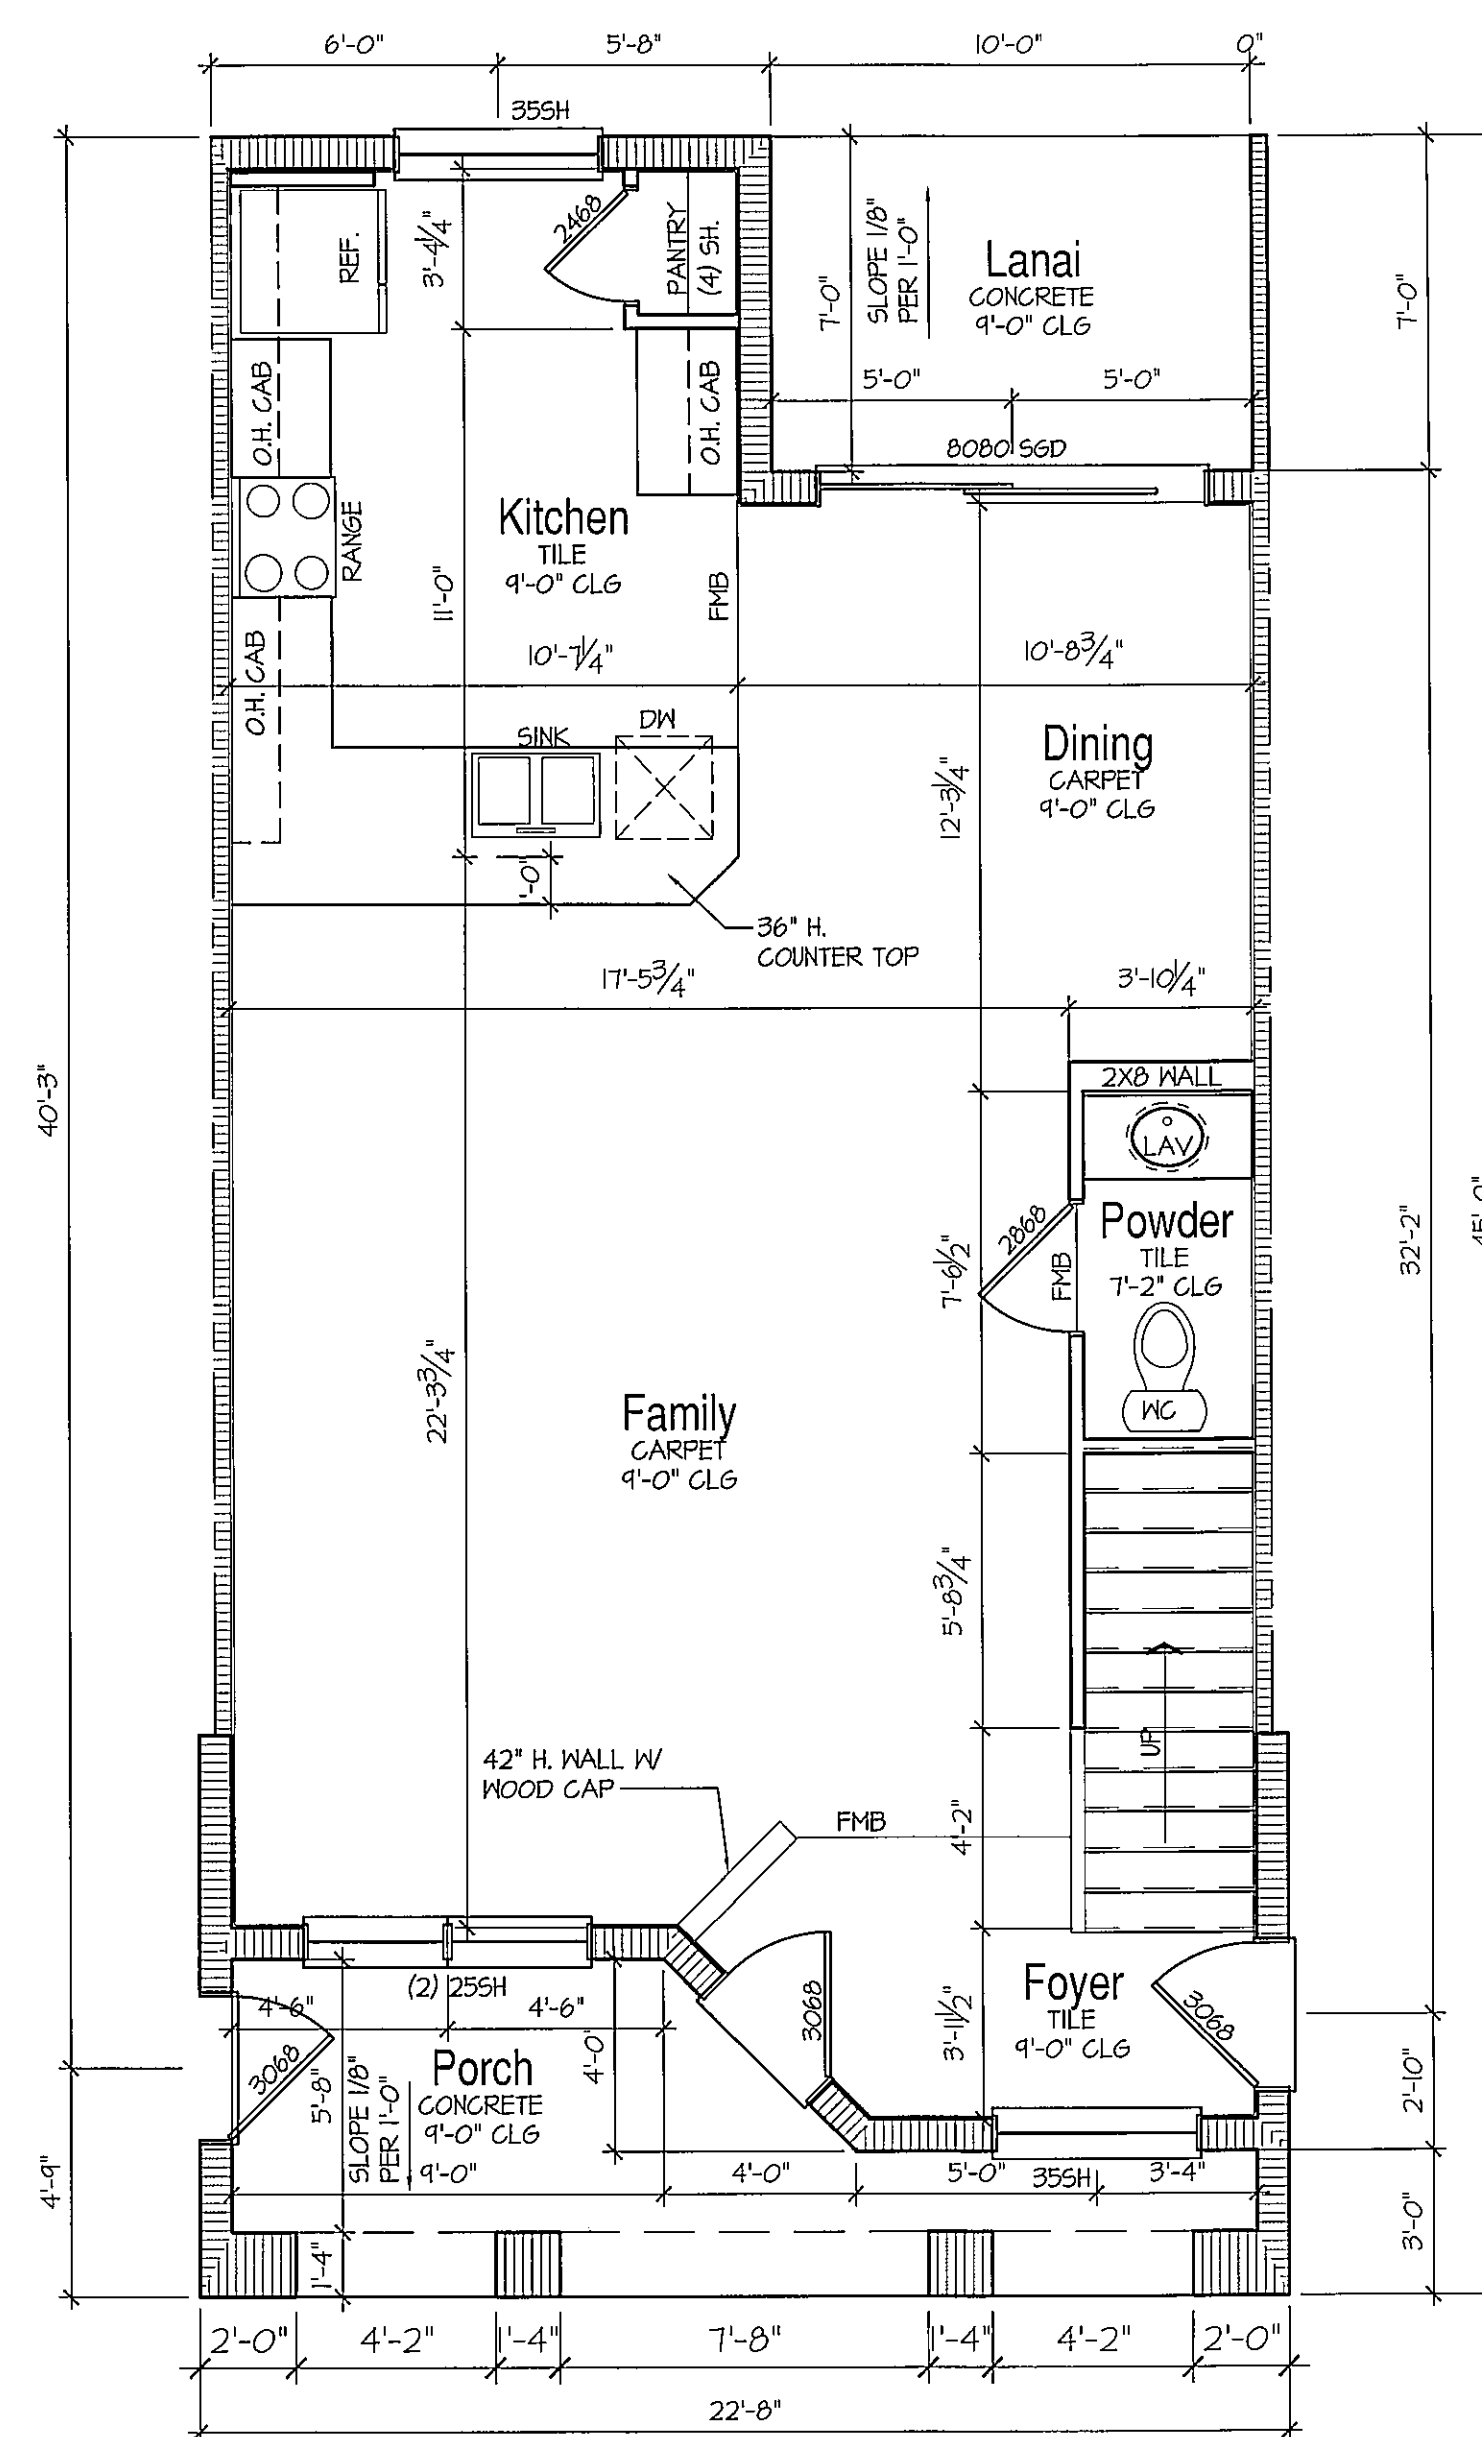 6'-0"
5'-8"
10'-0"
0"
35SH
3'-4 1/4"
2468
PANTRY
(4) SH.
REF.
7'-0"
SLOPE 1/8"
PER 1'-0"
Lanai
CONCRETE
9'-0" CLG
7'-0"
5'-0"
5'-0"
8080 SGD
O.H. CAB
O.H. CAB
RANGE
Kitchen
TILE
9'-0" CLG
11'-0"
FMB
O.H. CAB
10'-7 1/4"
10'-8 3/4"
SINK
DW
Dining
CARPET
9'-0" CLG
12'-3 1/4"
36" H.
COUNTER TOP
17'-5 3/4"
3'-10 1/4"
40'-3"
2X8 WALL
LAV
2868
Powder
TILE
7'-2" CLG
FMB
7'-6 1/2"
WC
32'-2"
22'-3 3/4"
Family
CARPET
9'-0" CLG
5'-8 3/4"
UP
42" H. WALL W/
WOOD CAP
FMB
4'-2"
(2) 25SH
4'-6"
4'-6"
3068
Foyer
TILE
9'-0" CLG
3068
3'-11 1/2"
4'-0"
3068
5'-8"
SLOPE 1/8"
PER 1'-0"
Porch
CONCRETE
9'-0" CLG
2'-10"
9'-0"
4'-0"
5'-0"
35SH
3'-4"
4'-9"
3'-0"
1'-4"
2'-0"
4'-2"
1'-4"
7'-8"
1'-4"
4'-2"
2'-0"
22'-8"